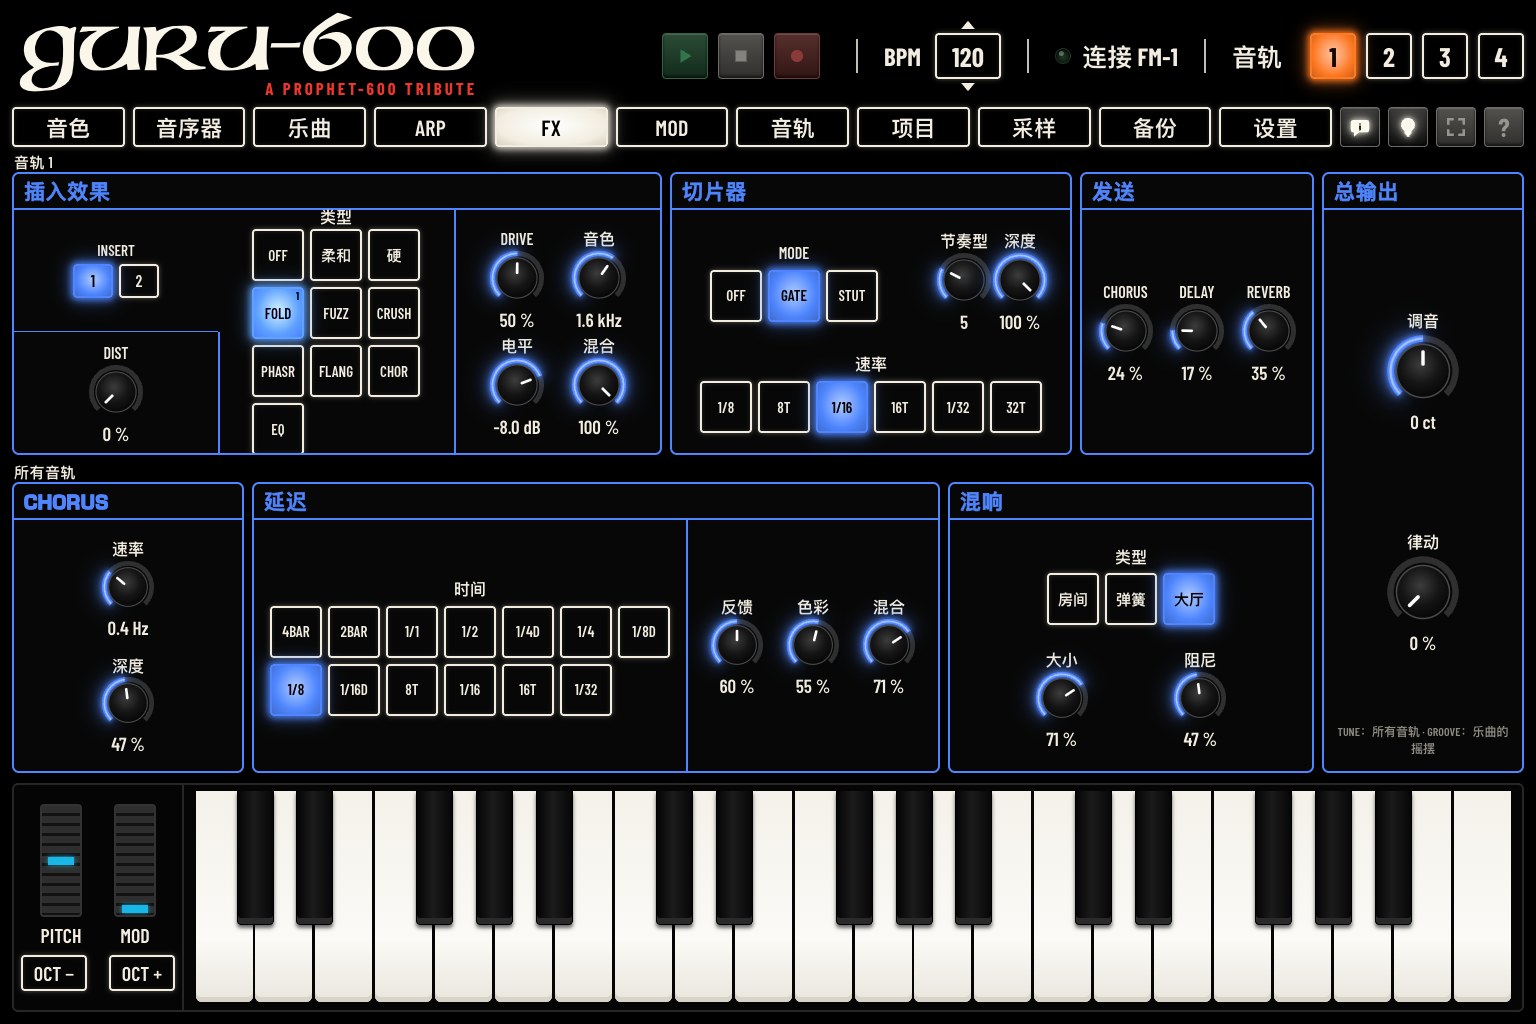 guru-600
A PROPHET-600 TRIBUTE
BPM 120 连接 FM-1 音轨 1 2 3 4
音色 音序器 乐曲 ARP FX MOD 音轨 项目 采样 备份 设置 ?
音轨 1
插入效果 切片器 发送 总输出
类型
INSERT
1 2
OFF 柔和 硬
FOLD 1 FUZZ CRUSH
PHASR FLANG CHOR
EQ
DIST
0 %
DRIVE 音色
50 % 1.6 kHz
电平 混合
-8.0 dB 100 %
MODE
OFF GATE STUT
节奏型 深度
5 100 %
速率
1/8 8T 1/16 16T 1/32 32T
CHORUS DELAY REVERB
24 % 17 % 35 %
调音
0 ct
律动
0 %
TUNE: 所有音轨 · GROOVE: 乐曲的
摇摆
所有音轨
CHORUS 延迟 混响
速率
0.4 Hz
深度
47 %
时间
4BAR 2BAR 1/1 1/2 1/4D 1/4 1/8D
1/8 1/16D 8T 1/16 16T 1/32
反馈 色彩 混合
60 % 55 % 71 %
类型
房间 弹簧 大厅
大小 阻尼
71 % 47 %
PITCH MOD
OCT – OCT +